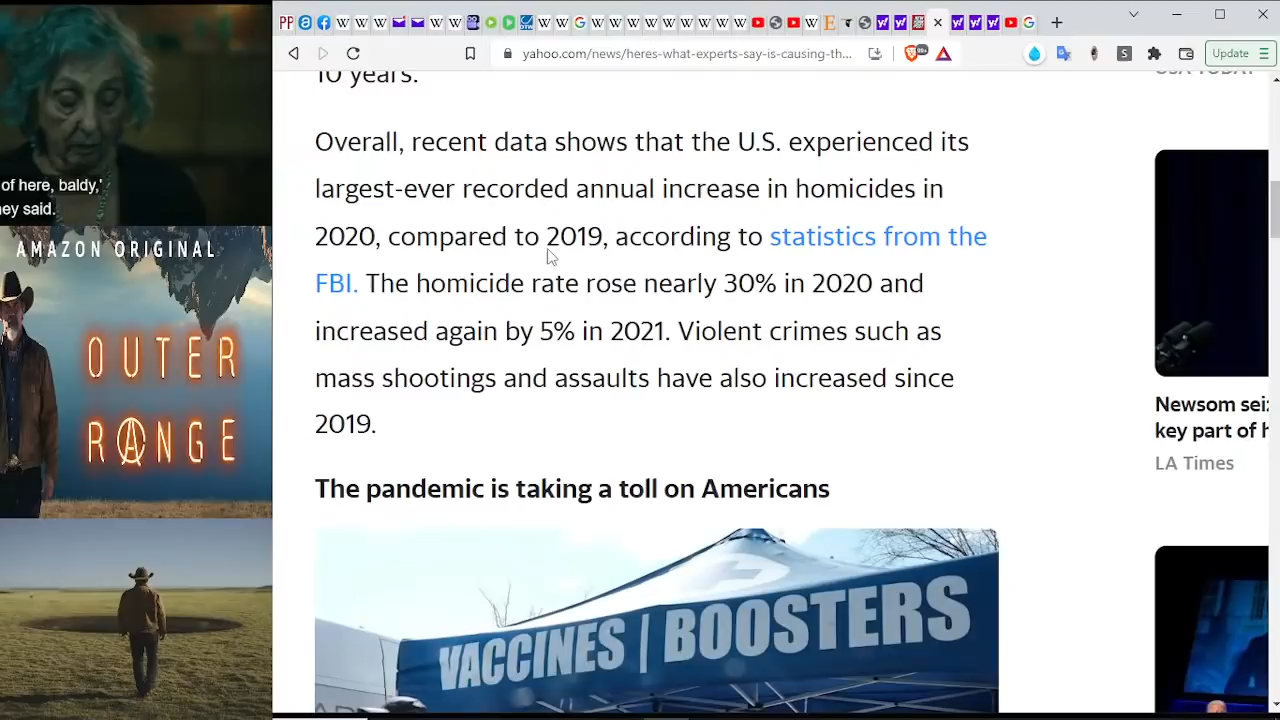 of here, baldy,'
ey said.
AMAZON ORIGINAL
OUTER
RANGE
yahoo.com/news/heres-what-experts-say-is-causing-th...
99+
Update
10 years.
Overall, recent data shows that the U.S. experienced its
largest-ever recorded annual increase in homicides in
2020, compared to 2019, according to statistics from the
FBI. The homicide rate rose nearly 30% in 2020 and
increased again by 5% in 2021. Violent crimes such as
mass shootings and assaults have also increased since
2019.
The pandemic is taking a toll on Americans
VACCINES | BOOSTERS
USA TODAY
Newsom sei
key part of h
LA Times